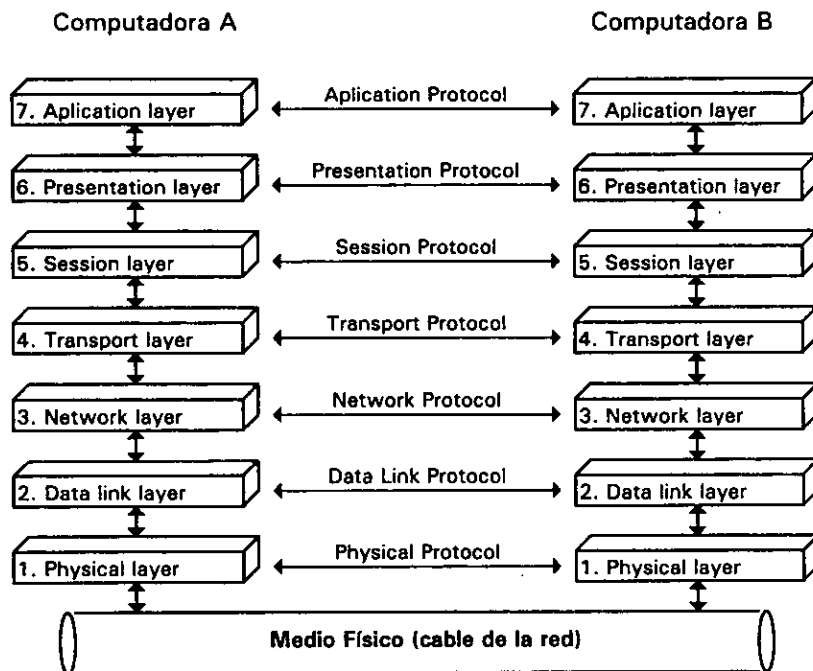 Computadora A
Computadora B
7. Aplication layer
Aplication Protocol
7. Aplication layer
6. Presentation layer
Presentation Protocol
6. Presentation layer
5. Session layer
Session Protocol
5. Session layer
4. Transport layer
Transport Protocol
4. Transport layer
3. Network layer
Network Protocol
3. Network layer
2. Data link layer
Data Link Protocol
2. Data link layer
1. Physical layer
Physical Protocol
1. Physical layer
Medio Físico (cable de la red)